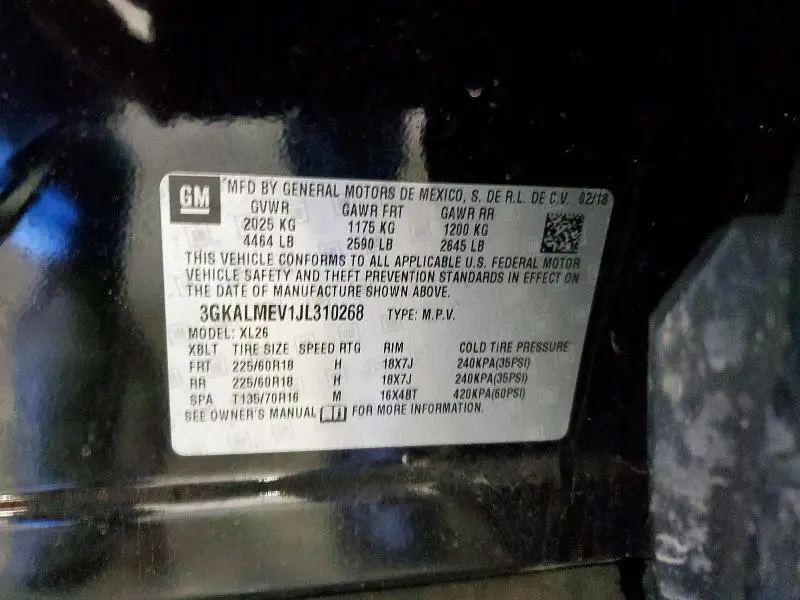 GM
*MFD BY GENERAL MOTORS DE MEXICO, S. DE R.L. DE C.V. 02/18
GVWR GAWR FRT GAWR RR
2025 KG 1175 KG 1200 KG
4464 LB 2590 LB 2645 LB
THIS VEHICLE CONFORMS TO ALL APPLICABLE U.S. FEDERAL MOTOR
VEHICLE SAFETY AND THEFT PREVENTION STANDARDS IN EFFECT ON
THE DATE OF MANUFACTURE SHOWN ABOVE.
3GKALMEV1JL310268 TYPE: M.P.V.
MODEL: XL26
XBLT TIRE SIZE SPEED RTG RIM COLD TIRE PRESSURE
FRT 225/60R18 H 18X7J 240KPA(35PSI)
RR 225/60R18 H 18X7J 240KPA(35PSI)
SPA T135/70R16 M 16X4BT 420KPA(60PSI)
SEE OWNER'S MANUAL FOR MORE INFORMATION.